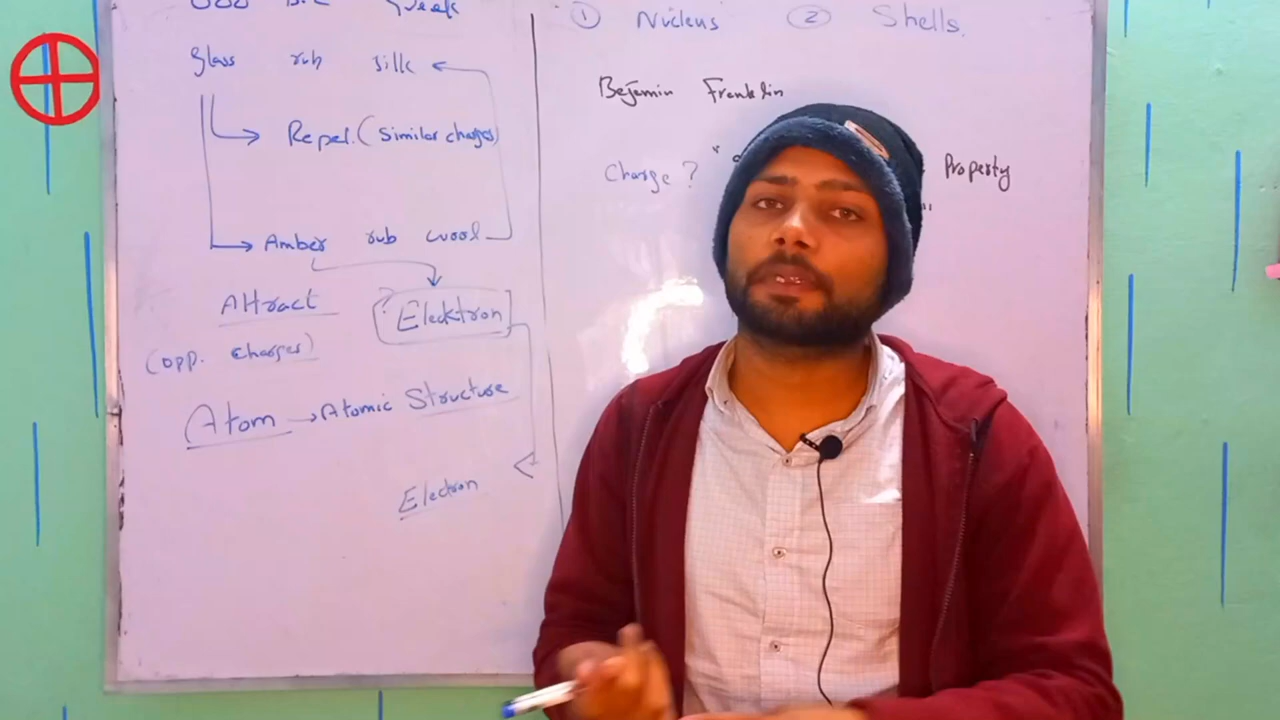 Glass rub silk
Repel. (Similar charges)
Amber rub wool
Attract
Elecktron
(opp. charges)
Atom → Atomic Structure
Electron
① Nucleus ② Shells.
Bejamin Franklin
Charge ? Property